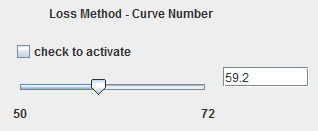 Loss Method - Curve Number
check to activate
59.2
50 72